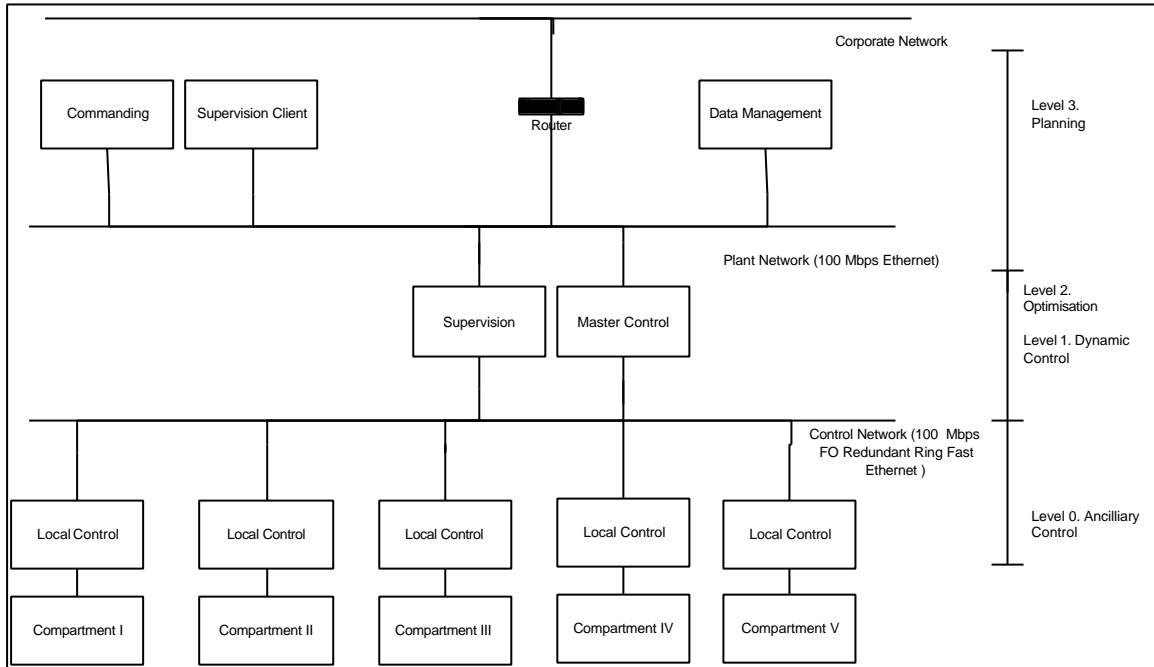 Corporate Network
Commanding
Supervision Client
Router
Data Management
Level 3.
Planning
Plant Network (100 Mbps Ethernet)
Supervision
Master Control
Level 2.
Optimisation
Level 1. Dynamic
Control
Control Network (100 Mbps
FO Redundant Ring Fast
Ethernet )
Local Control
Local Control
Local Control
Local Control
Local Control
Level 0. Ancilliary
Control
Compartment I
Compartment II
Compartment III
Compartment IV
Compartment V